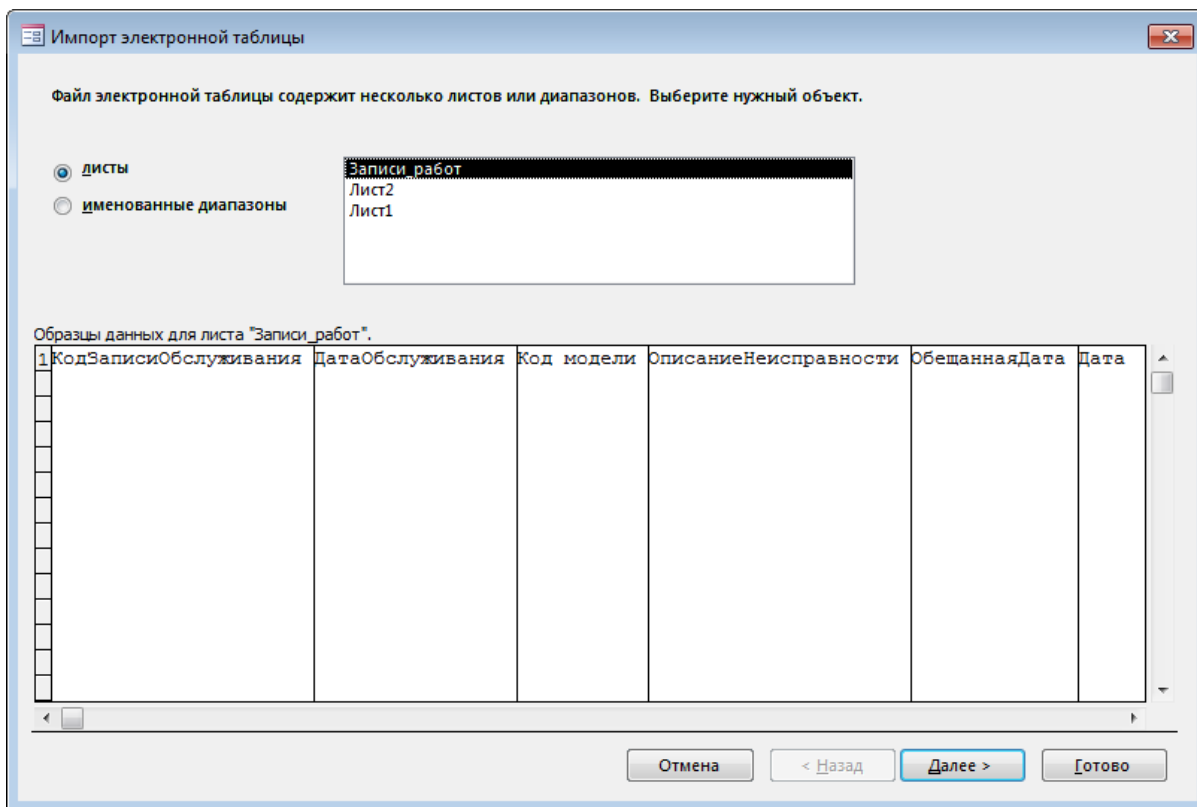 Импорт электронной таблицы
Файл электронной таблицы содержит несколько листов или диапазонов. Выберите нужный объект.
листы
именованные диапазоны
Записи_работ
Лист2
Лист1
Образцы данных для листа "Записи_работ".
1 КодЗаписиОбслуживания ДатаОбслуживания Код модели ОписаниеНеисправности ОбещаннаяДата Дата
Отмена < Назад Далее > Готово